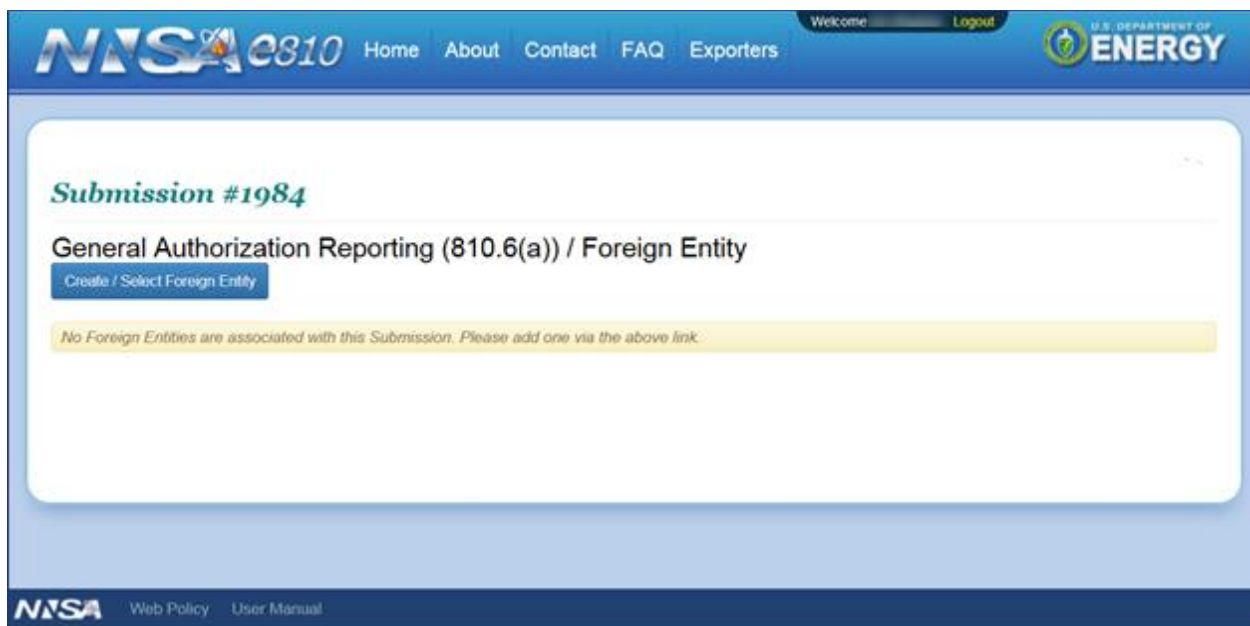 Welcome Logout
NNSA e810 Home About Contact FAQ Exporters
U.S. DEPARTMENT OF
ENERGY
Submission #1984
General Authorization Reporting (810.6(a)) / Foreign Entity
Create / Select Foreign Entity
No Foreign Entities are associated with this Submission. Please add one via the above link.
NNSA Web Policy User Manual